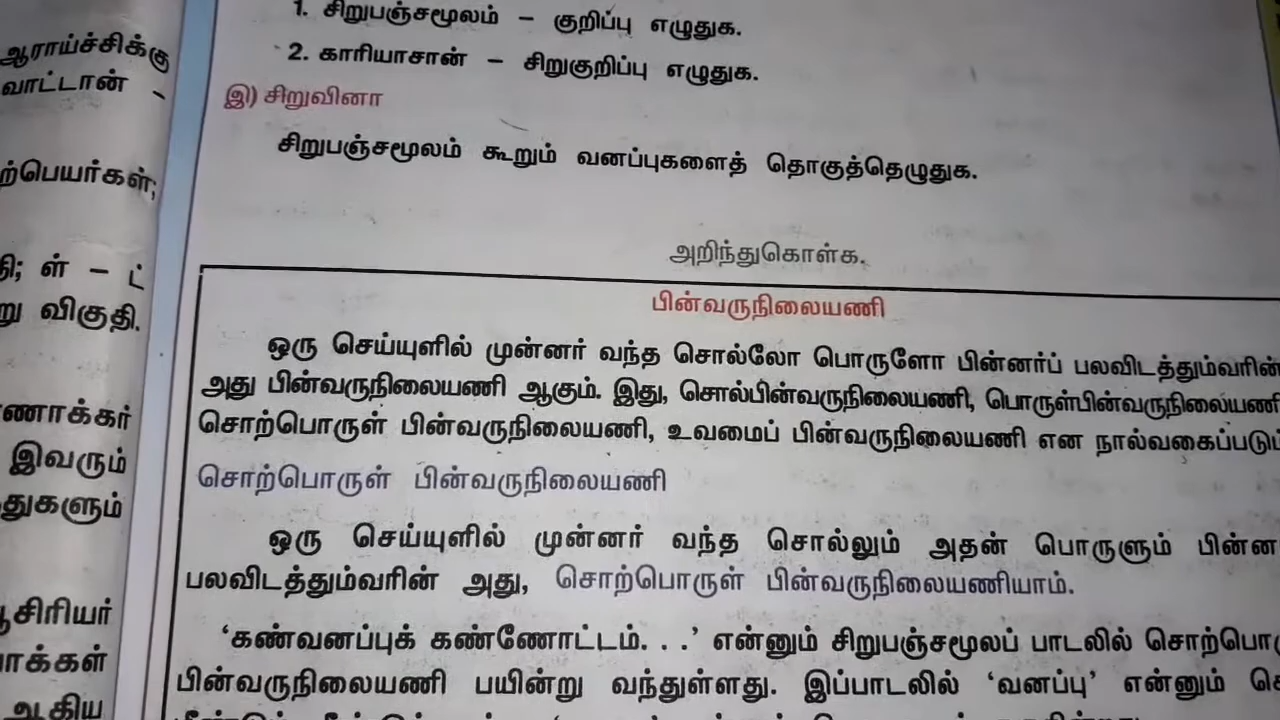 ஆராய்ச்சிக்கு
வாட்டான் -
ற்பெயர்கள்;
தி; ள் - ட்
று விகுதி.
ணாக்கர்
இவரும்
துகளும்
ஆசிரியர்
ாக்கள்
ஆகிய
1. சிறுபஞ்சமூலம் - குறிப்பு எழுதுக.
2. காரியாசான் - சிறுகுறிப்பு எழுதுக.
இ) சிறுவினா
சிறுபஞ்சமூலம் கூறும் வனப்புகளைத் தொகுத்தெழுதுக.
அறிந்துகொள்க.
பின்வருநிலையணி
ஒரு செய்யுளில் முன்னர் வந்த சொல்லோ பொருளோ பின்னர்ப் பலவிடத்தும்வரின்
அது பின்வருநிலையணி ஆகும். இது, சொல்பின்வருநிலையணி, பொருள்பின்வருநிலையணி
சொற்பொருள் பின்வருநிலையணி, உவமைப் பின்வருநிலையணி என நால்வகைப்படும்
சொற்பொருள் பின்வருநிலையணி
ஒரு செய்யுளில் முன்னர் வந்த சொல்லும் அதன் பொருளும் பின்ன
பலவிடத்தும்வரின் அது, சொற்பொருள் பின்வருநிலையணியாம்.
‘கண்வனப்புக் கண்ணோட்டம். . .’ என்னும் சிறுபஞ்சமூலப் பாடலில் சொற்பொரு
பின்வருநிலையணி பயின்று வந்துள்ளது. இப்பாடலில் ‘வனப்பு’ என்னும் செ